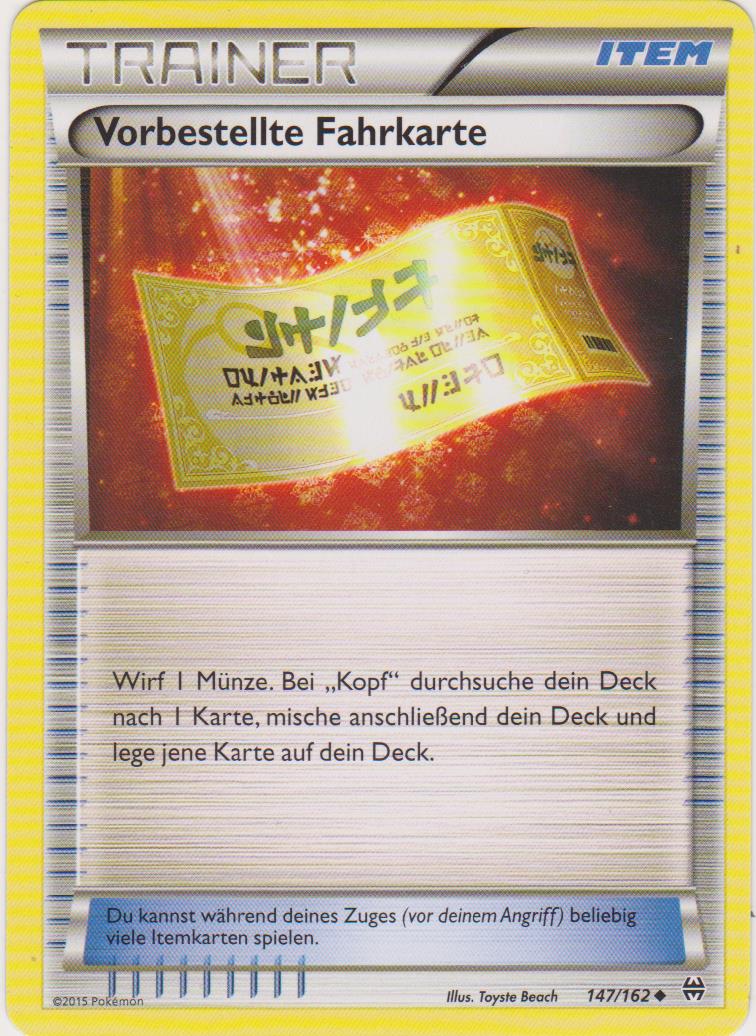 TRAINER
ITEM
Vorbestellte Fahrkarte
Wirf 1 Münze. Bei „Kopf“ durchsuche dein Deck
nach 1 Karte, mische anschließend dein Deck und
lege jene Karte auf dein Deck.
Du kannst während deines Zuges (vor deinem Angriff) beliebig
viele Itemkarten spielen.
©2015 Pokémon
Illus. Toyste Beach
147/162 ◆